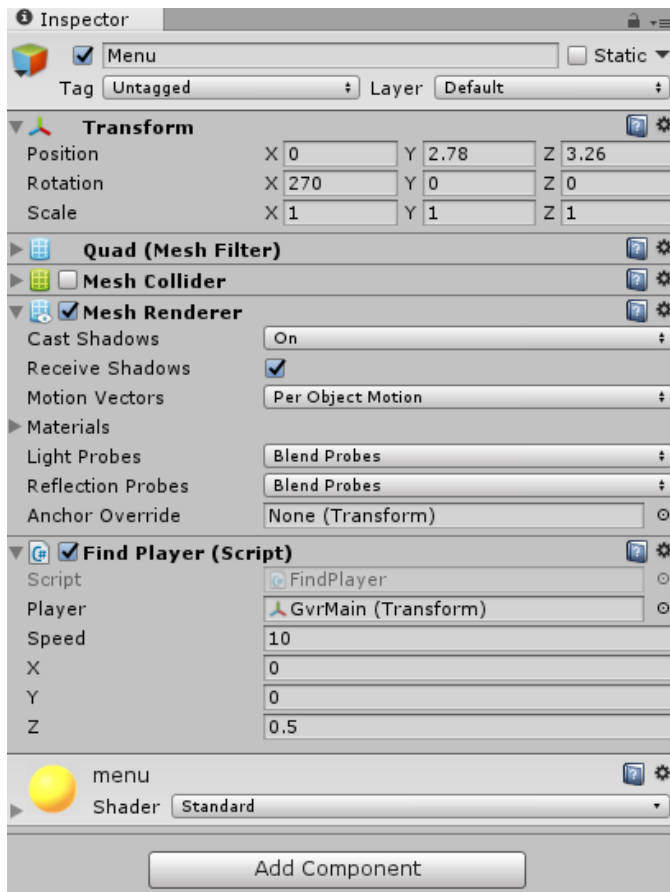 Inspector
Menu Static
Tag Untagged Layer Default
Transform
Position X 0 Y 2.78 Z 3.26
Rotation X 270 Y 0 Z 0
Scale X 1 Y 1 Z 1
Quad (Mesh Filter)
Mesh Collider
Mesh Renderer
Cast Shadows On
Receive Shadows
Motion Vectors Per Object Motion
Materials
Light Probes Blend Probes
Reflection Probes Blend Probes
Anchor Override None (Transform)
Find Player (Script)
Script FindPlayer
Player GvrMain (Transform)
Speed 10
X 0
Y 0
Z 0.5
menu
Shader Standard
Add Component